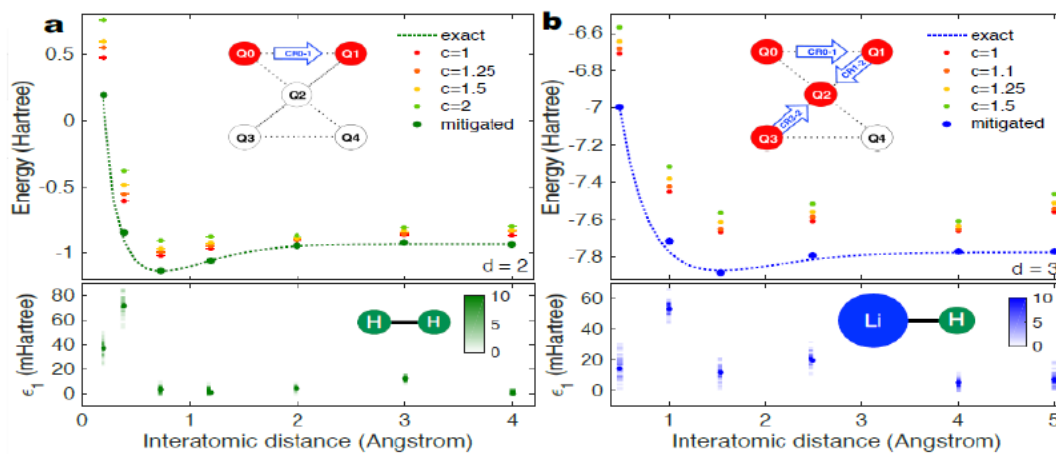 a
Energy (Hartree)
0.5
0
-0.5
-1
Q0
CR0-1
Q1
Q2
Q3
Q4
exact
c=1
c=1.25
c=1.5
c=2
mitigated
d = 2
ϵ1 (mHartree)
80
60
40
20
0
H
H
10
5
0
0
1
2
3
4
Interatomic distance (Angstrom)
b
Energy (Hartree)
-6.6
-6.8
-7
-7.2
-7.4
-7.6
-7.8
Q0
CR0-1
Q1
CR1-2
Q2
CR3-2
Q3
Q4
exact
c=1
c=1.1
c=1.25
c=1.5
mitigated
d = 3
ϵ1 (mHartree)
60
40
20
0
Li
H
10
5
0
1
2
3
4
5
Interatomic distance (Angstrom)